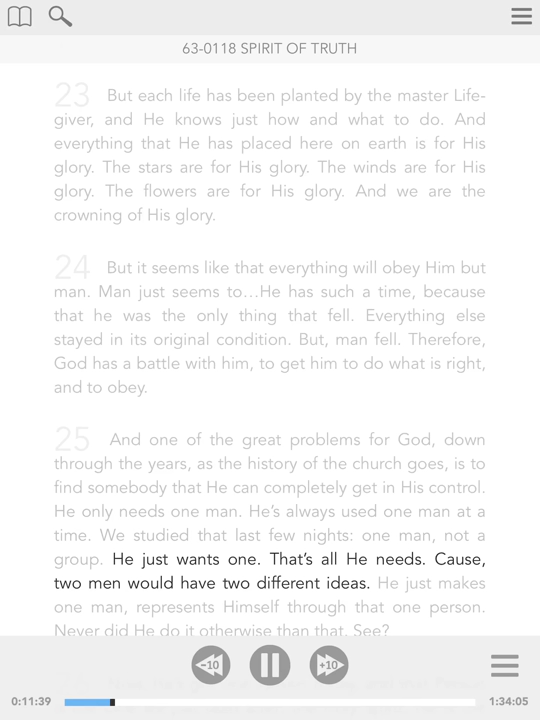 63-0118 SPIRIT OF TRUTH
23 But each life has been planted by the master Life-
giver, and He knows just how and what to do. And
everything that He has placed here on earth is for His
glory. The stars are for His glory. The winds are for His
glory. The flowers are for His glory. And we are the
crowning of His glory.
24 But it seems like that everything will obey Him but
man. Man just seems to…He has such a time, because
that he was the only thing that fell. Everything else
stayed in its original condition. But, man fell. Therefore,
God has a battle with him, to get him to do what is right,
and to obey.
25 And one of the great problems for God, down
through the years, as the history of the church goes, is to
find somebody that He can completely get in His control.
He only needs one man. He's always used one man at a
time. We studied that last few nights: one man, not a
group. He just wants one. That's all He needs. Cause,
two men would have two different ideas. He just makes
one man, represents Himself through that one person.
Never did He do it otherwise than that. See?
-10
+10
0:11:39
1:34:05